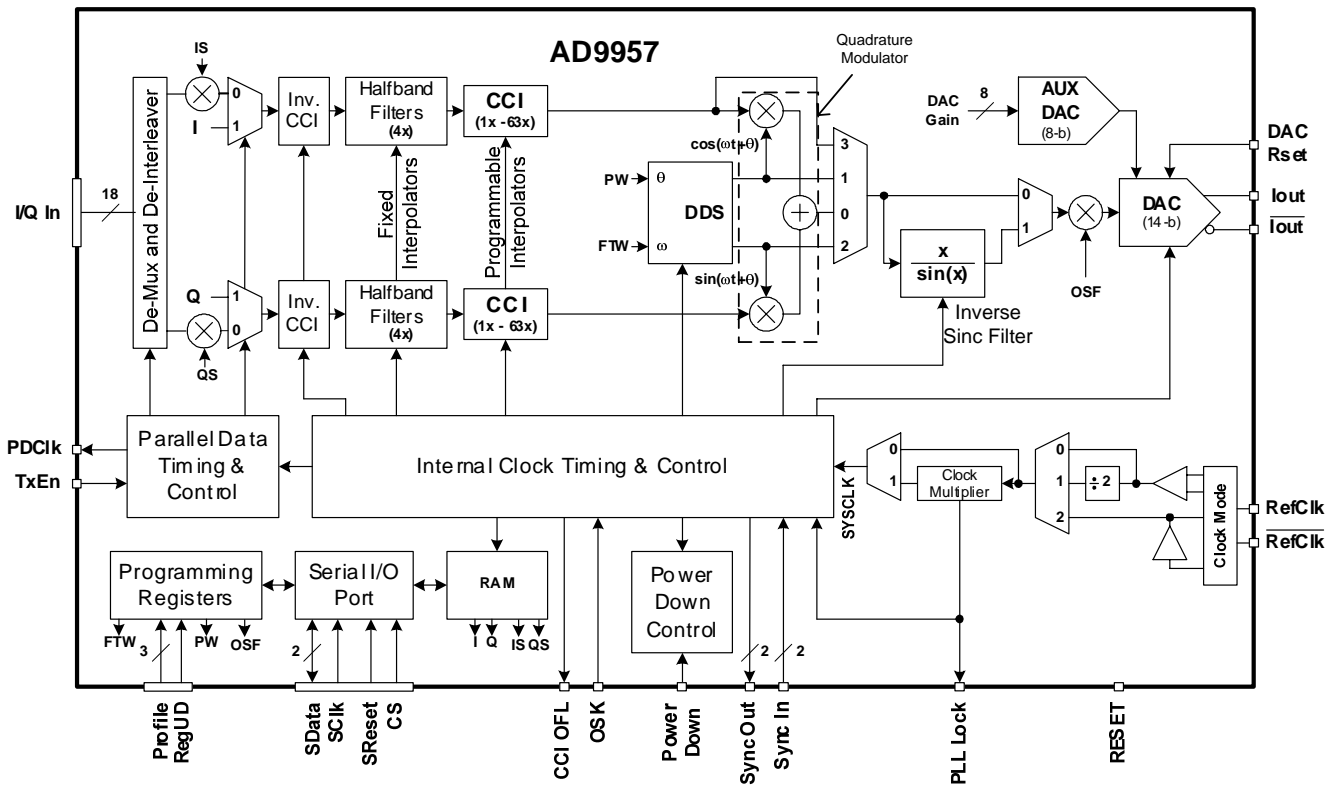 AD9957
Quadrature
Modulator
IS
I
0
1
De-Mux and De-Interleaver
Inv.
CCI
Halfband
Filters
(4x)
CCI
(1x - 63x)
Fixed
Interpolators
Programmable
Interpolators
18
I/Q In
Q
1
0
QS
Inv.
CCI
Halfband
Filters
(4x)
CCI
(1x - 63x)
cos(ωt+θ)
PW
θ
DDS
FTW
ω
sin(ωt+θ)
3
1
0
2
x
sin(x)
Inverse
Sinc Filter
0
1
OSF
DAC
Gain
8
AUX
DAC
(8-b)
DAC
(14-b)
DAC
Rset
Iout
Iout
PDClk
TxEn
Parallel Data
Timing &
Control
Internal Clock Timing & Control
SYSCLK
0
1
Clock
Multiplier
0
1
2
÷2
Clock Mode
RefClk
RefClk
Programming
Registers
Serial I/O
Port
RAM
Power
Down
Control
FTW
3
PW
OSF
2
I
Q
IS
QS
2
2
Profile
RegUD
SData
SClk
SReset
CS
CCI OFL
OSK
Power
Down
Sync Out
Sync In
PLL Lock
RESET